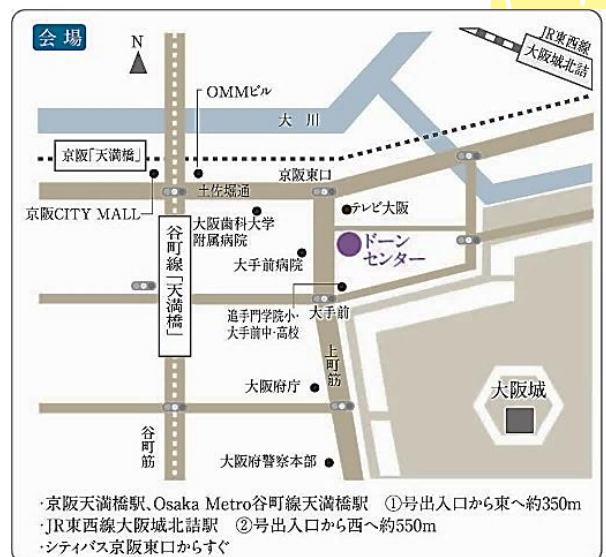 会場
N
JR東西線
大阪城北詰
OMMビル
大川
京阪「天満橋」
京阪東口
土佐堀通
京阪CITY MALL
テレビ大阪
大阪歯科大学
附属病院
ドーン
センター
大手前病院
谷町線「天満橋」
追手門学院小・
大手前中・高校
大手前
上町筋
大阪府庁
大阪城
谷町筋
大阪府警察本部
・京阪天満橋駅、Osaka Metro谷町線天満橋駅 ①号出入口から東へ約350m
・JR東西線大阪城北詰駅 ②号出入口から西へ約550m
・シティバス京阪東口からすぐ